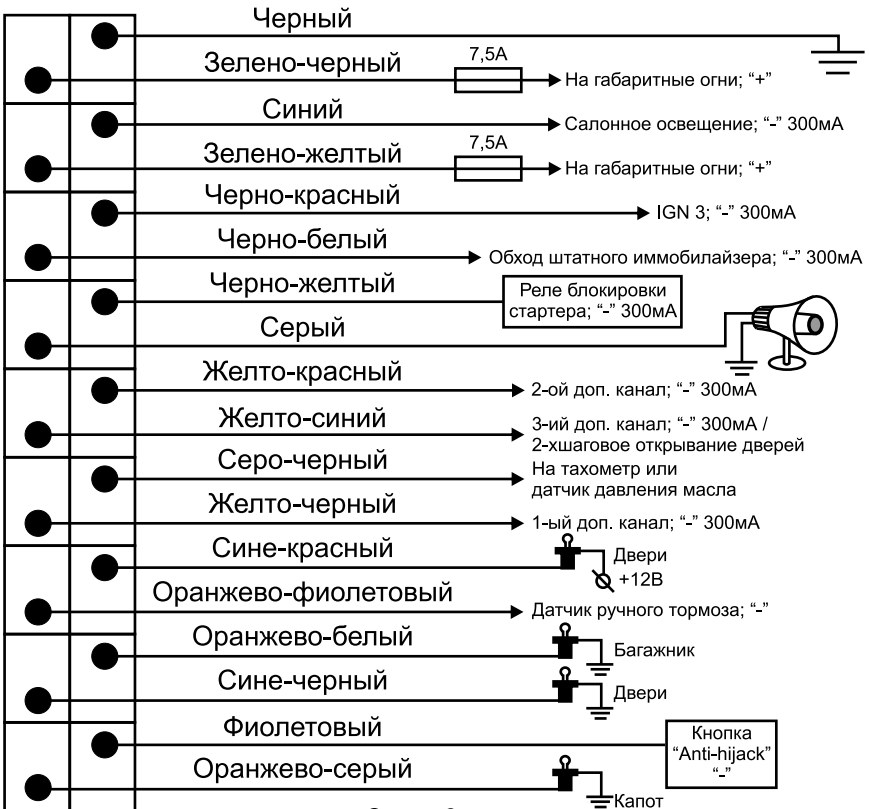 Черный
Зелено-черный
7,5А
На габаритные огни; “+”
Синий
Салонное освещение; “-” 300мА
Зелено-желтый
7,5А
На габаритные огни; “+”
Черно-красный
IGN 3; “-” 300мА
Черно-белый
Обход штатного иммобилайзера; “-” 300мА
Черно-желтый
Реле блокировки
стартера; “-” 300мА
Серый
Желто-красный
2-ой доп. канал; “-” 300мА
Желто-синий
3-ий доп. канал; “-” 300мА /
2-хшаговое открывание дверей
Серо-черный
На тахометр или
датчик давления масла
Желто-черный
1-ый доп. канал; “-” 300мА
Сине-красный
Двери
+12В
Оранжево-фиолетовый
Датчик ручного тормоза; “-”
Оранжево-белый
Багажник
Сине-черный
Двери
Фиолетовый
Кнопка
“Anti-hijack”
“-”
Оранжево-серый
Капот